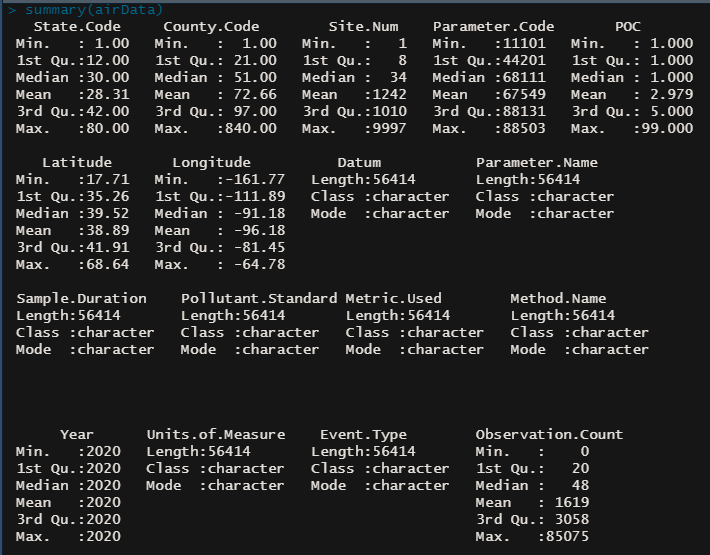 > summary(airData)
   State.Code     County.Code        Site.Num    Parameter.Code       POC
 Min.   : 1.00   Min.   :  1.00   Min.   :   1   Min.   :11101   Min.   : 1.000
 1st Qu.:12.00   1st Qu.: 21.00   1st Qu.:   8   1st Qu.:44201   1st Qu.: 1.000
 Median :30.00   Median : 51.00   Median :  34   Median :68111   Median : 1.000
 Mean   :28.31   Mean   : 72.66   Mean   :1242   Mean   :67549   Mean   : 2.979
 3rd Qu.:42.00   3rd Qu.: 97.00   3rd Qu.:1010   3rd Qu.:88131   3rd Qu.: 5.000
 Max.   :80.00   Max.   :840.00   Max.   :9997   Max.   :88503   Max.   :99.000
    Latitude       Longitude          Datum           Parameter.Name
 Min.   :17.71   Min.   :-161.77   Length:56414       Length:56414
 1st Qu.:35.26   1st Qu.:-111.89   Class :character   Class :character
 Median :39.52   Median : -91.18   Mode  :character   Mode  :character
 Mean   :38.89   Mean   : -96.18
 3rd Qu.:41.91   3rd Qu.: -81.45
 Max.   :68.64   Max.   : -64.78
 Sample.Duration    Pollutant.Standard Metric.Used        Method.Name
 Length:56414       Length:56414       Length:56414       Length:56414
 Class :character   Class :character   Class :character   Class :character
 Mode  :character   Mode  :character   Mode  :character   Mode  :character
      Year      Units.of.Measure    Event.Type        Observation.Count
 Min.   :2020   Length:56414       Length:56414       Min.   :    0
 1st Qu.:2020   Class :character   Class :character   1st Qu.:   20
 Median :2020   Mode  :character   Mode  :character   Median :   48
 Mean   :2020                                         Mean   : 1619
 3rd Qu.:2020                                         3rd Qu.: 3058
 Max.   :2020                                         Max.   :85075